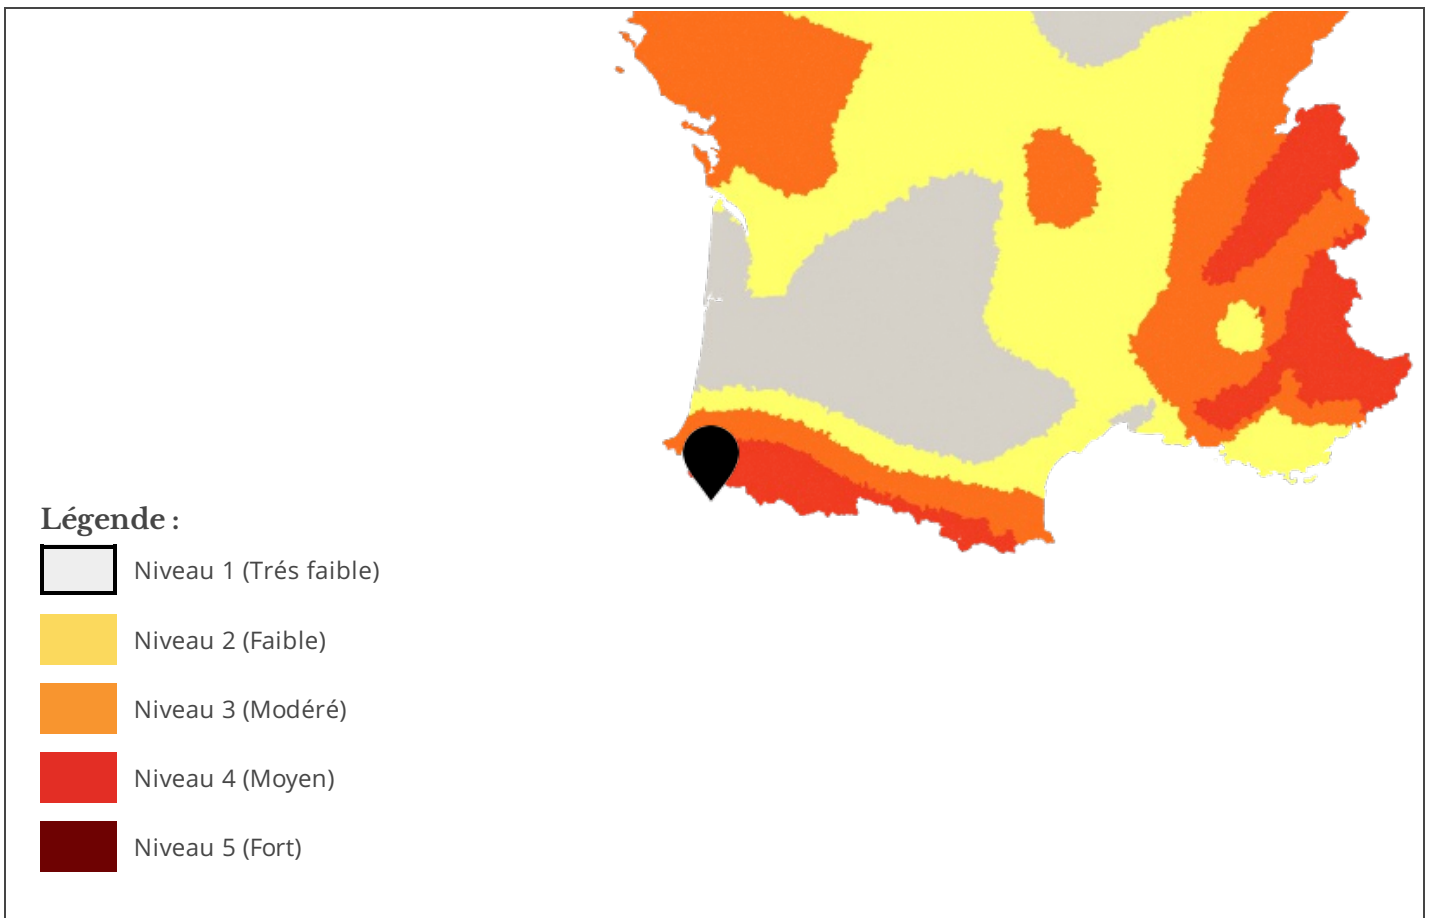 Légende :
Niveau 1 (Trés faible)
Niveau 2 (Faible)
Niveau 3 (Modéré)
Niveau 4 (Moyen)
Niveau 5 (Fort)